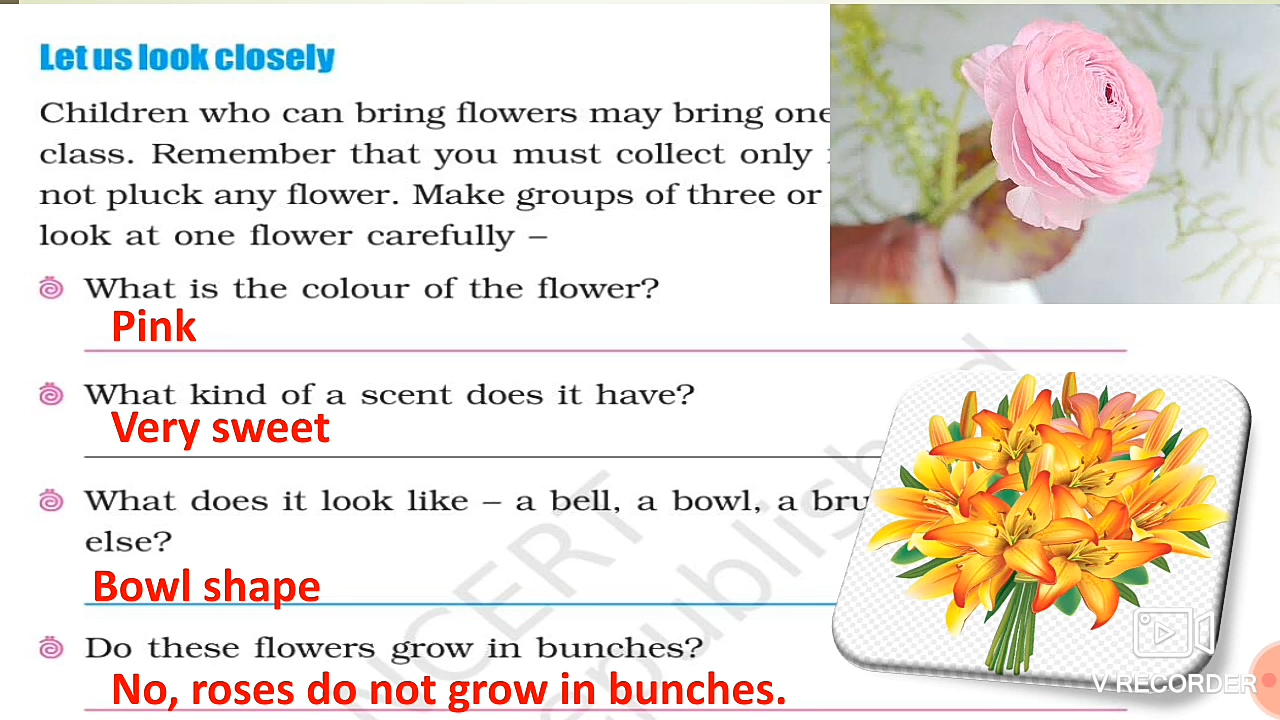 Let us look closely
Children who can bring flowers may bring one
class. Remember that you must collect only
not pluck any flower. Make groups of three or
look at one flower carefully –
What is the colour of the flower?
Pink
What kind of a scent does it have?
Very sweet
What does it look like – a bell, a bowl, a bru
else?
Bowl shape
Do these flowers grow in bunches?
No, roses do not grow in bunches.
NCERT
republished
V RECORDER